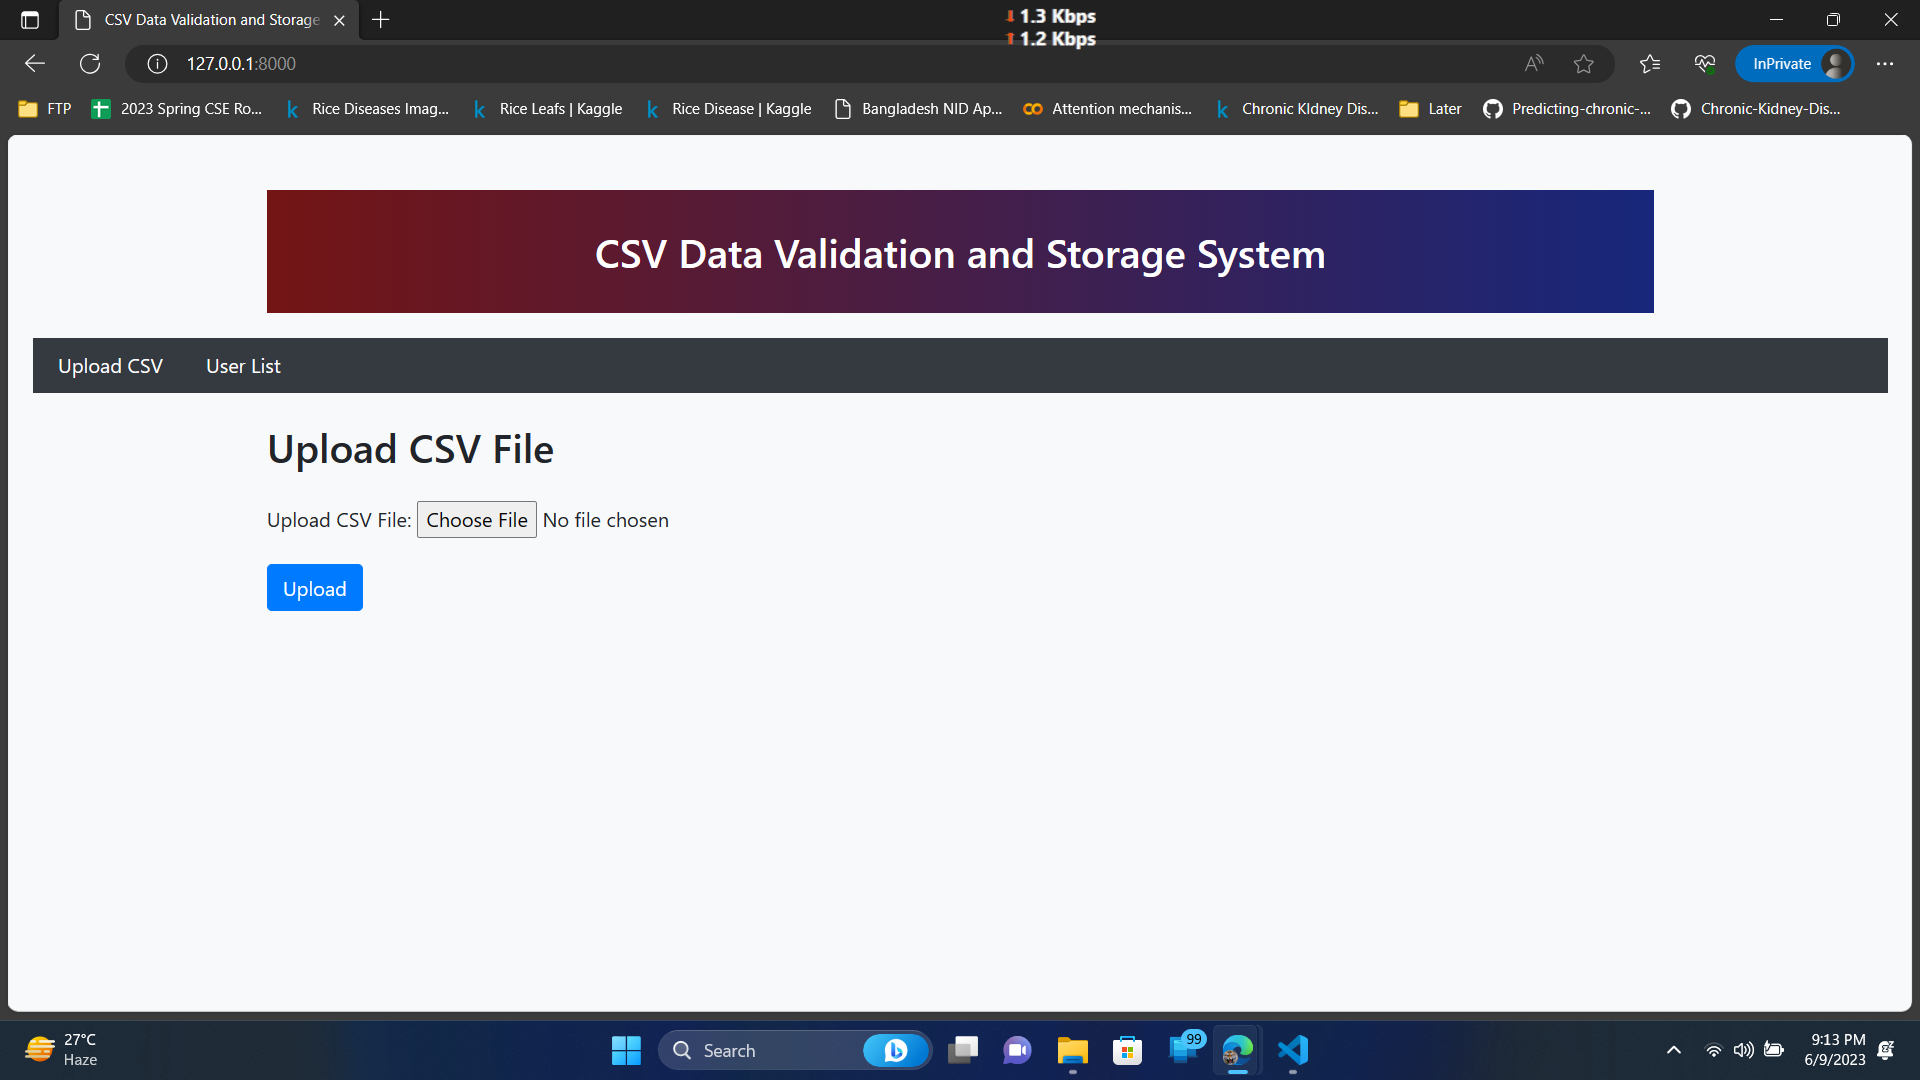 CSV Data Validation and Storage
1.3 Kbps
1.2 Kbps
127.0.0.1:8000
InPrivate
FTP
2023 Spring CSE Ro...
Rice Diseases Imag...
Rice Leafs | Kaggle
Rice Disease | Kaggle
Bangladesh NID Ap...
Attention mechanis...
Chronic KIdney Dis...
Later
Predicting-chronic-...
Chronic-Kidney-Dis...
CSV Data Validation and Storage System
Upload CSV
User List
Upload CSV File
Upload CSV File: Choose File No file chosen
Upload
27°C
Haze
Search
99
9:13 PM
6/9/2023